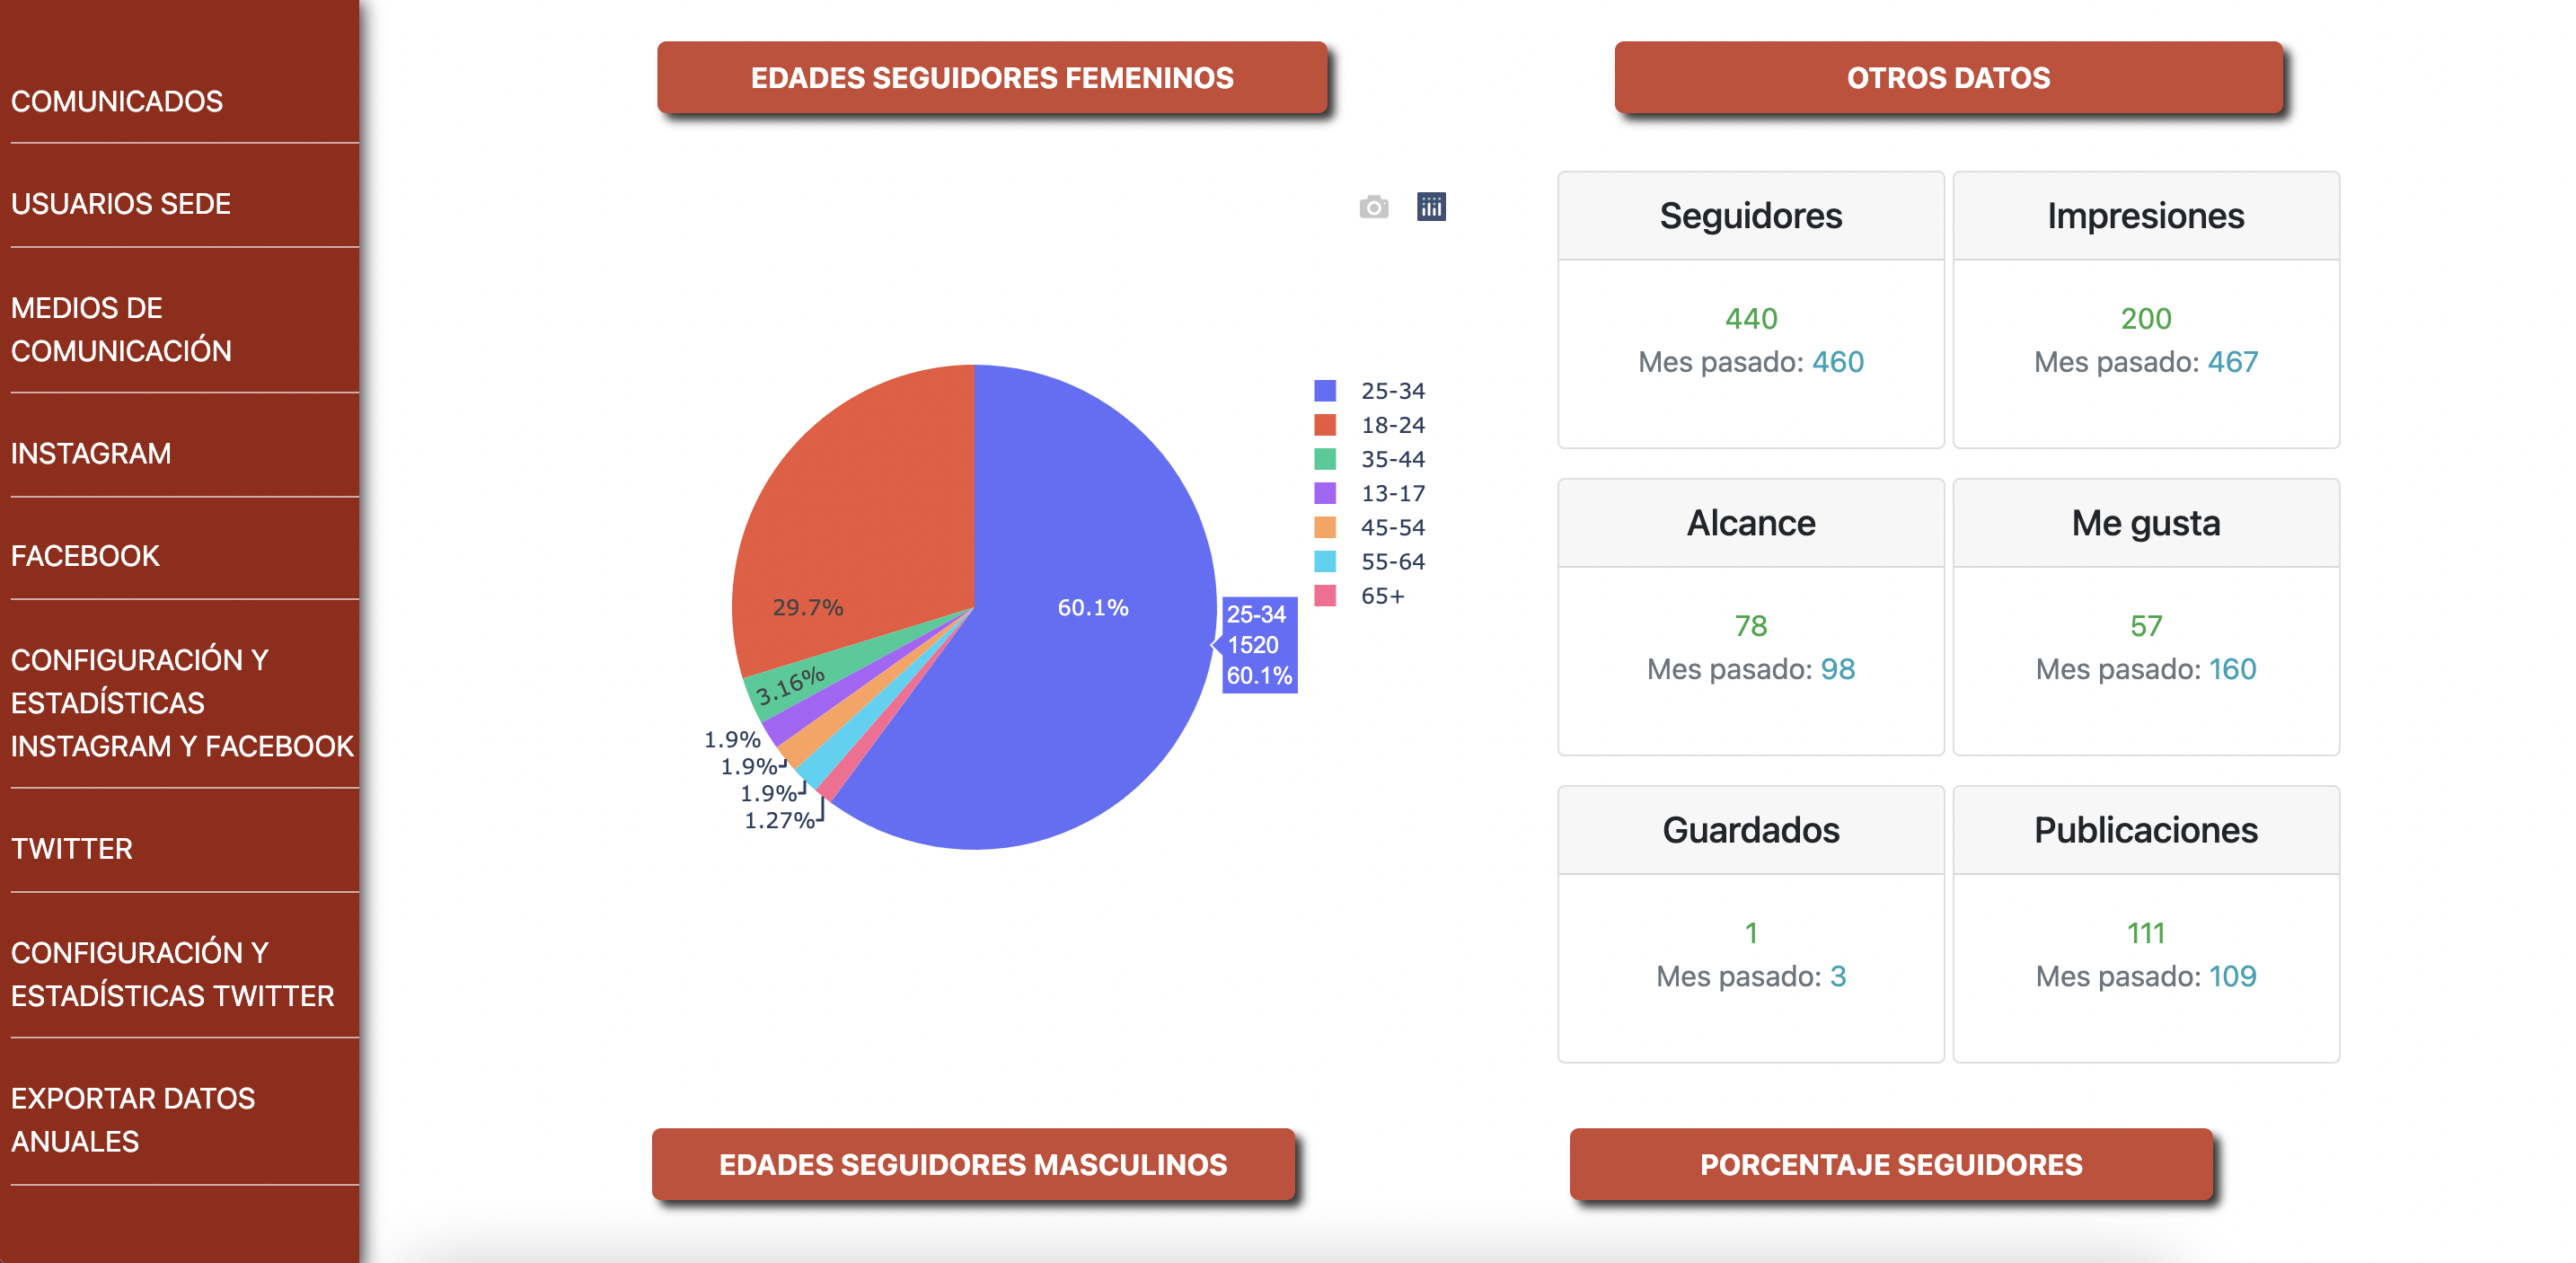 COMUNICADOS
USUARIOS SEDE
MEDIOS DE
COMUNICACIÓN
INSTAGRAM
FACEBOOK
CONFIGURACIÓN Y
ESTADÍSTICAS
INSTAGRAM Y FACEBOOK
TWITTER
CONFIGURACIÓN Y
ESTADÍSTICAS TWITTER
EXPORTAR DATOS
ANUALES
EDADES SEGUIDORES FEMENINOS
25-34
18-24
35-44
13-17
45-54
55-64
65+
60.1%
29.7%
3.16%
1.9%
1.9%
1.9%
1.27%
25-34
1520
60.1%
OTROS DATOS
Seguidores
440
Mes pasado: 460
Impresiones
200
Mes pasado: 467
Alcance
78
Mes pasado: 98
Me gusta
57
Mes pasado: 160
Guardados
1
Mes pasado: 3
Publicaciones
111
Mes pasado: 109
EDADES SEGUIDORES MASCULINOS
PORCENTAJE SEGUIDORES